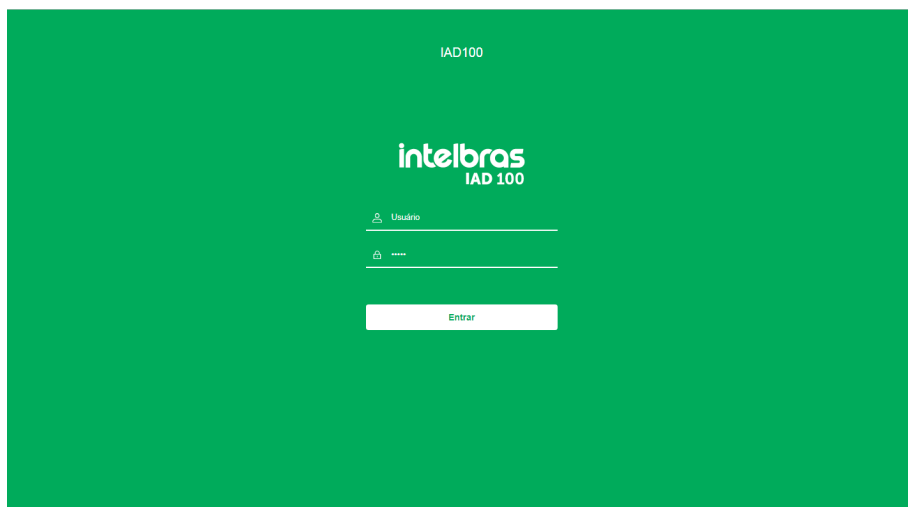 IAD100
intelbras
IAD 100
Usuário
•••••
Entrar